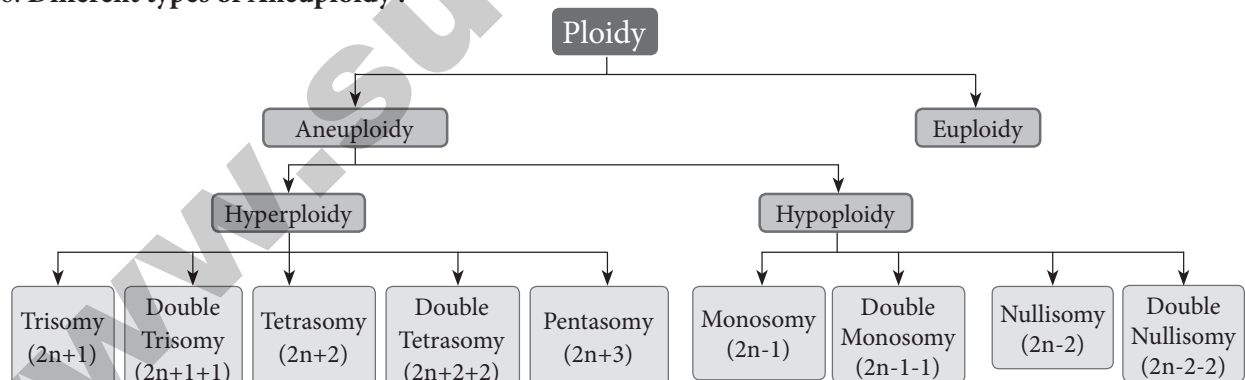 Different types of Aneuploidy :
Ploidy
Aneuploidy
Euploidy
Hyperploidy
Hypoploidy
Trisomy
(2n+1)
Double
Trisomy
(2n+1+1)
Tetrasomy
(2n+2)
Double
Tetrasomy
(2n+2+2)
Pentasomy
(2n+3)
Monosomy
(2n-1)
Double
Monosomy
(2n-1-1)
Nullisomy
(2n-2)
Double
Nullisomy
(2n-2-2)
www.su